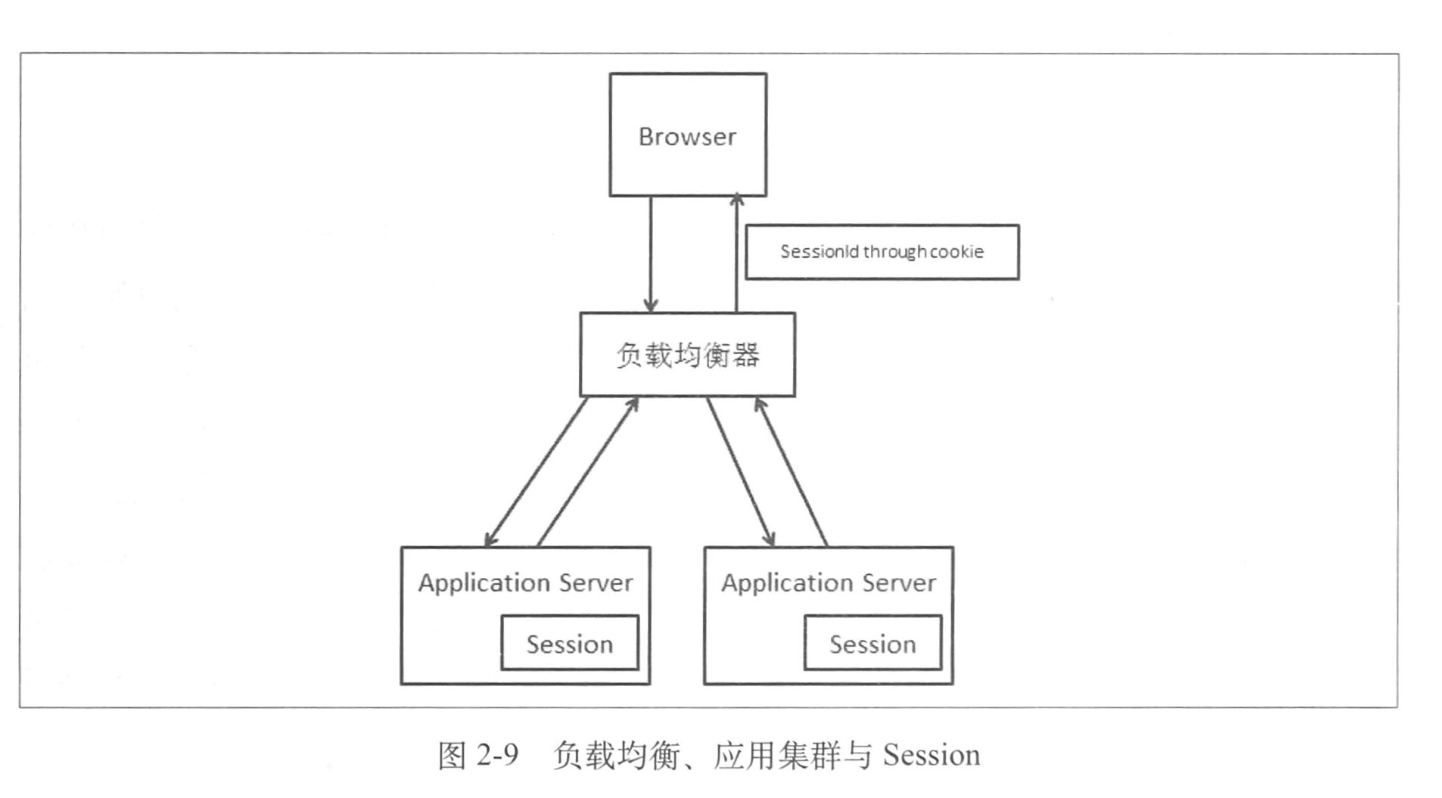 Browser
SessionId through cookie
负载均衡器
Application Server
Session
Application Server
Session
图 2-9 负载均衡、应用集群与 Session